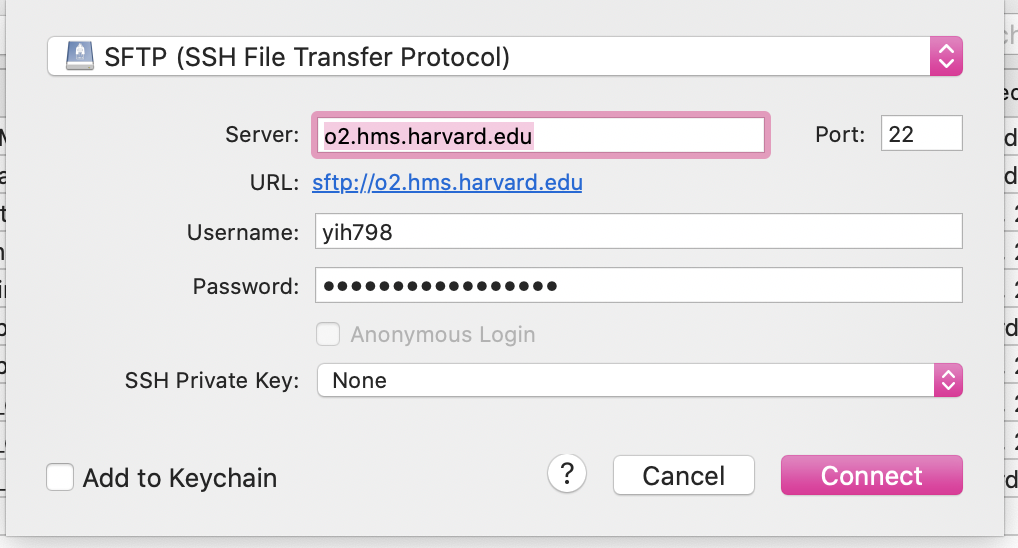 SFTP (SSH File Transfer Protocol)
Server: o2.hms.harvard.edu Port: 22
URL: sftp://o2.hms.harvard.edu
Username: yih798
Password: •••••••••••••••••
Anonymous Login
SSH Private Key: None
Add to Keychain ? Cancel Connect